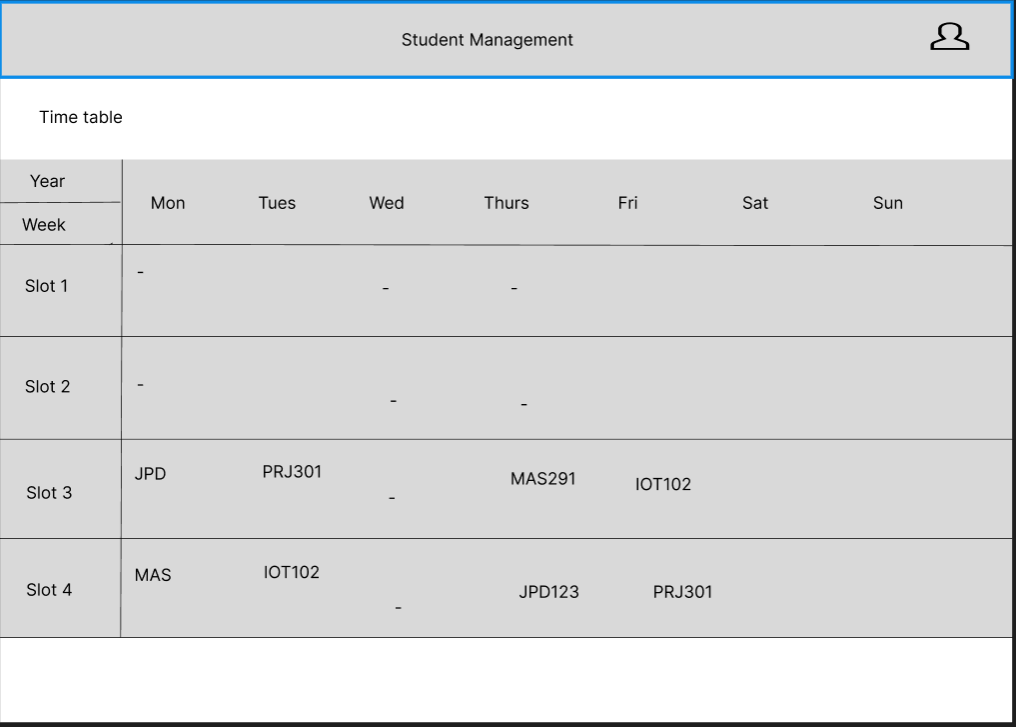 Student Management
Time table
Year
Week
Mon Tues Wed Thurs Fri Sat Sun
Slot 1 - - -
Slot 2 - - -
Slot 3 JPD PRJ301 - MAS291 IOT102
Slot 4 MAS IOT102 - JPD123 PRJ301